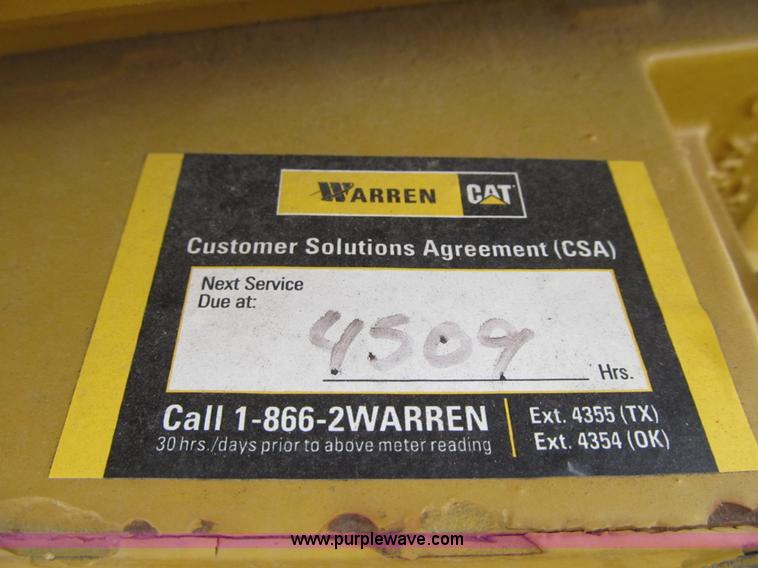 WARREN CAT
Customer Solutions Agreement (CSA)
Next Service
Due at:
4509
Hrs.
Call 1-866-2WARREN
30 hrs./days prior to above meter reading
Ext. 4355 (TX)
Ext. 4354 (OK)
www.purplewave.com